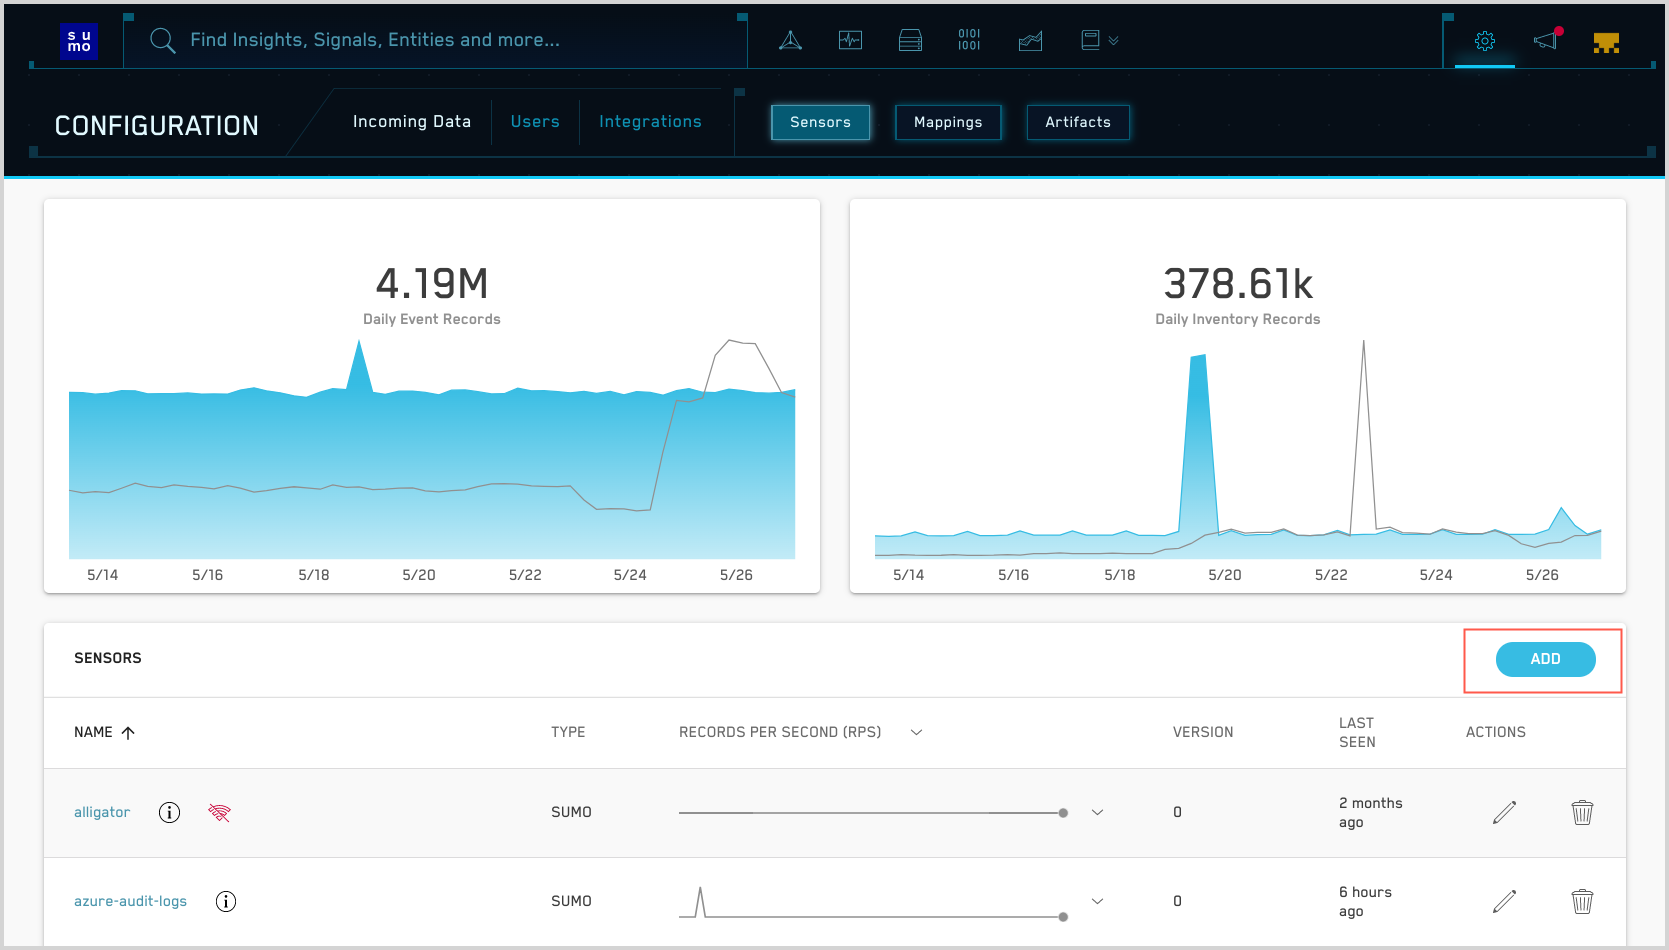 su
mo
Find Insights, Signals, Entities and more...
0101
1001
CONFIGURATION
Incoming Data
Users
Integrations
Sensors
Mappings
Artifacts
4.19M
Daily Event Records
5/14 5/16 5/18 5/20 5/22 5/24 5/26
378.61k
Daily Inventory Records
5/14 5/16 5/18 5/20 5/22 5/24 5/26
SENSORS
ADD
NAME TYPE RECORDS PER SECOND (RPS) VERSION LAST SEEN ACTIONS
alligator SUMO 0 2 months ago
azure-audit-logs SUMO 0 6 hours ago